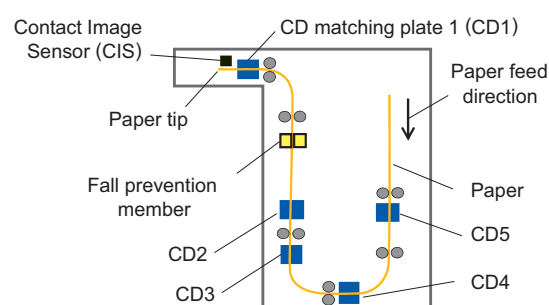 Contact Image
Sensor (CIS)
CD matching plate 1 (CD1)
Paper feed
direction
Paper tip
Fall prevention
member
Paper
CD2
CD5
CD3
CD4